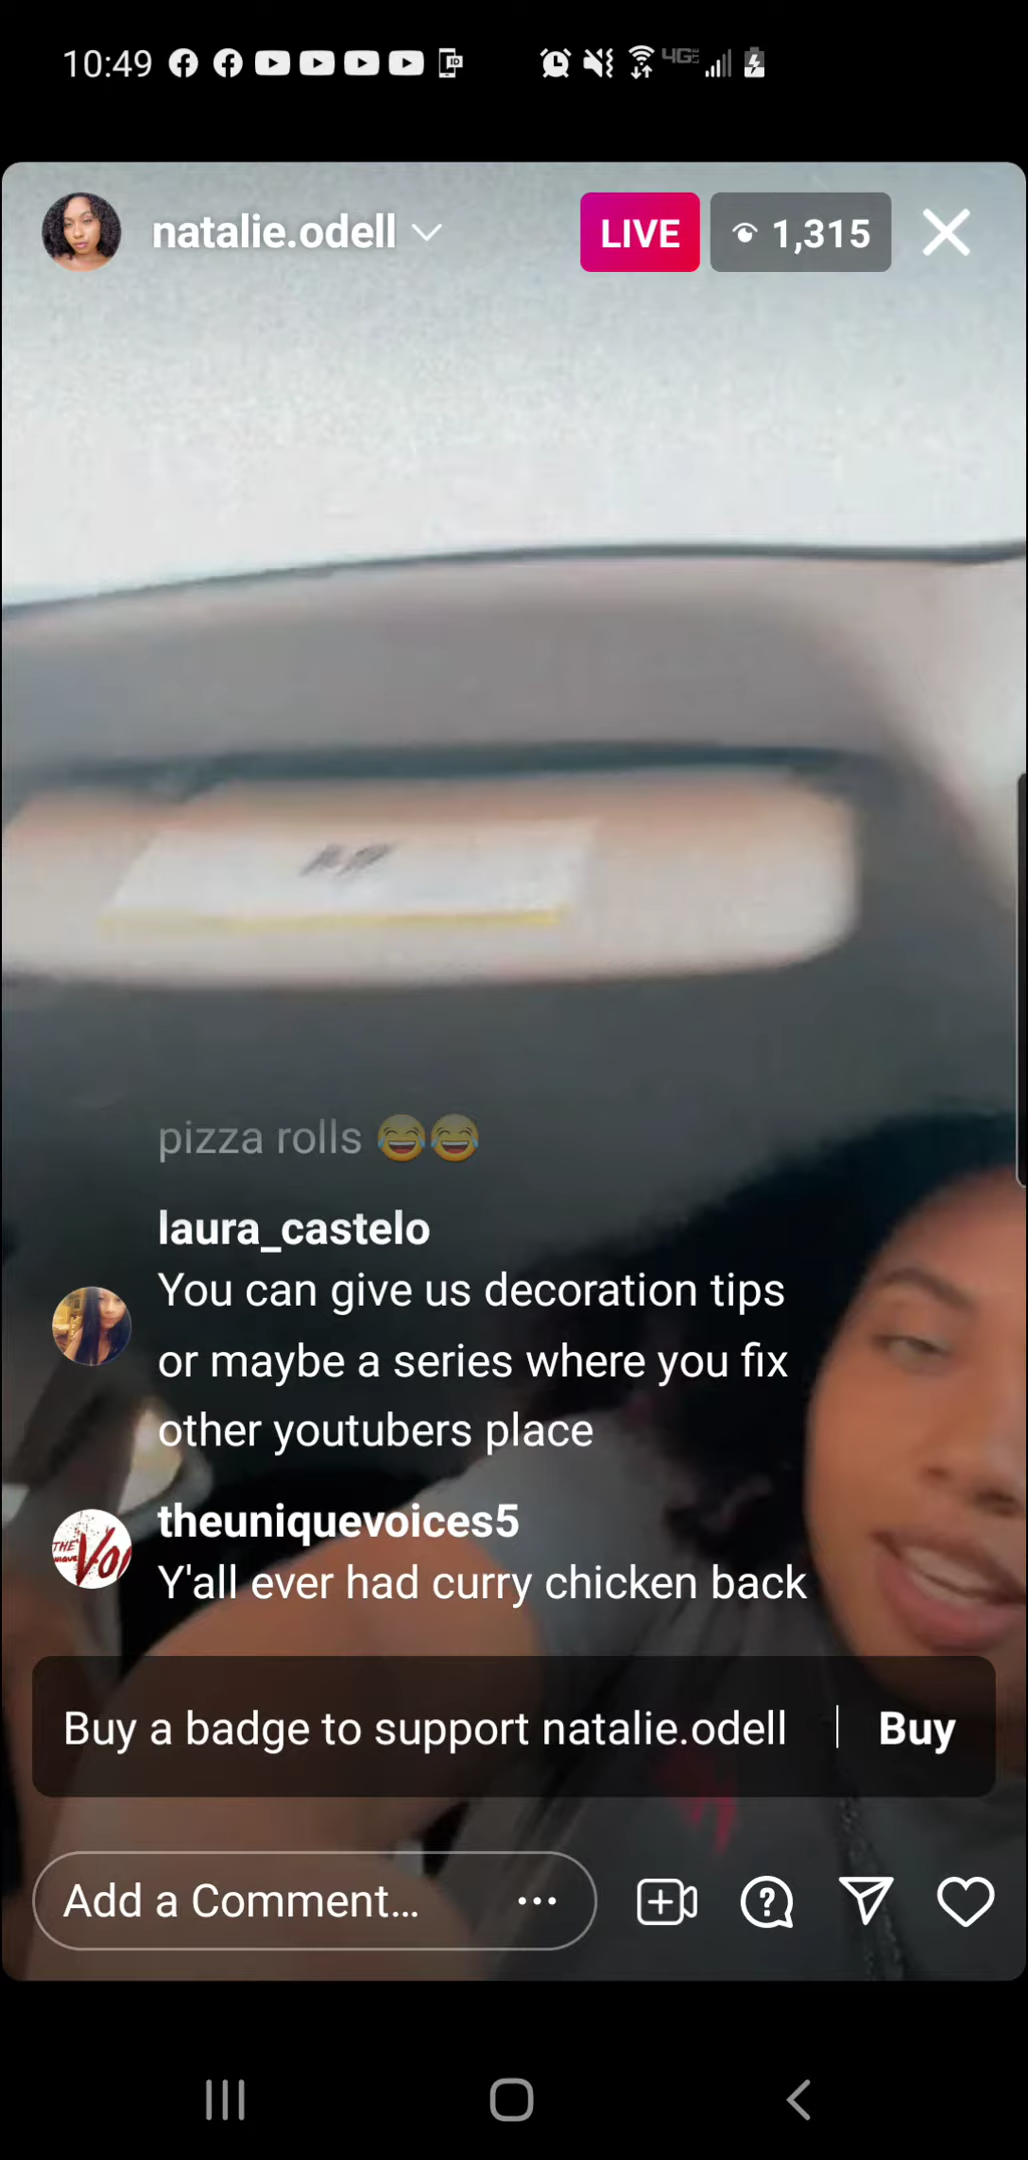 10:49
4GE
natalie.odell
LIVE
1,315
pizza rolls 😂😂
laura_castelo
You can give us decoration tips
or maybe a series where you fix
other youtubers place
theuniquevoices5
Y'all ever had curry chicken back
Buy a badge to support natalie.odell | Buy
Add a Comment...